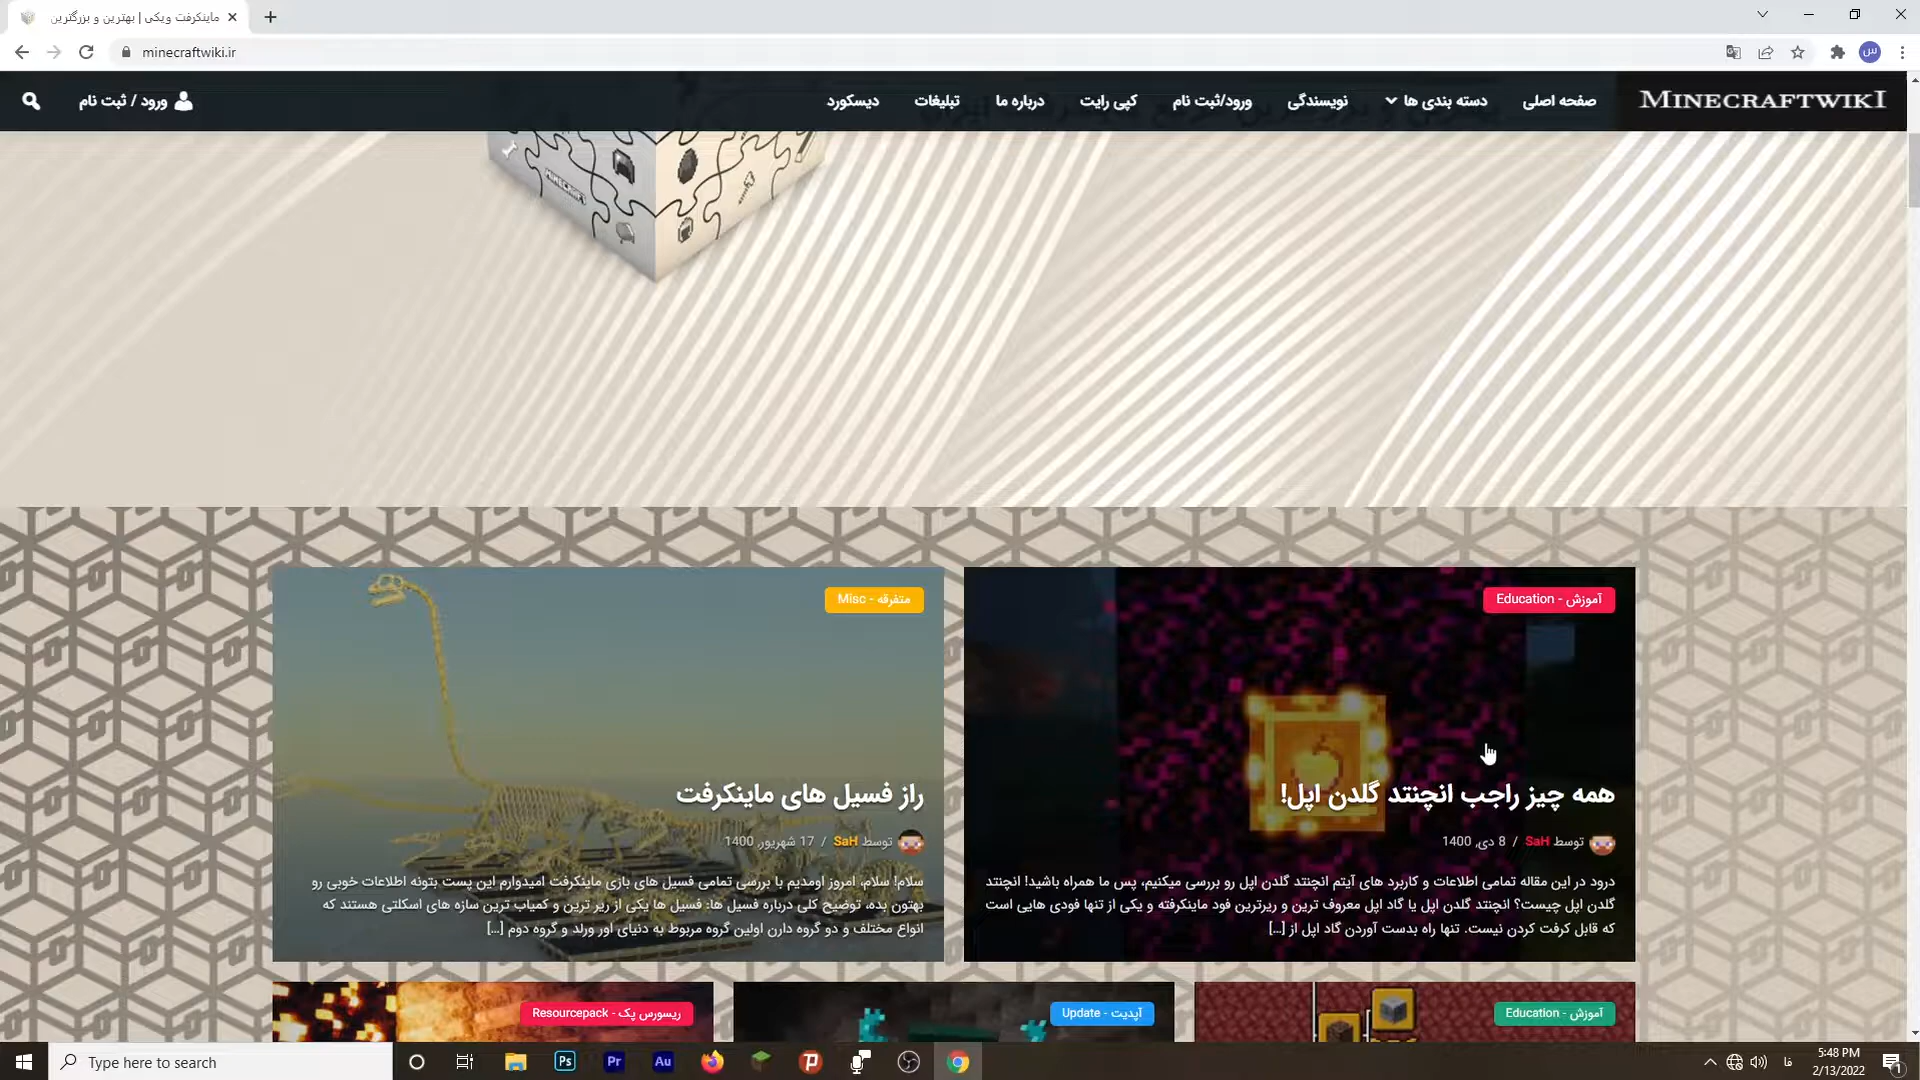 ماینکرفت ویکی | بهترین و بزرگترین
minecraftwiki.ir
MINECRAFTWIKI
صفحه اصلی
دسته بندی ها
نویسندگی
ورود/ثبت نام
کپی رایت
درباره ما
تبلیغات
دیسکورد
ورود / ثبت نام
آموزش - Education
همه چیز راجب انچنتد گلدن اپل!
توسط SaH / 8 دی, 1400
درود در این مقاله تمامی اطلاعات و کاربرد های آیتم انچنتد گلدن اپل رو بررسی میکنیم، پس ما همراه باشید! انچنتد
گلدن اپل چیست؟ انچنتد گلدن اپل یا گاد اپل معروف ترین و ریرترین فود ماینکرفته و یکی از تنها فودی هایی است
که قابل کرفت کردن نیست. تنها راه بدست آوردن گاد اپل از [...]
متفرقه - Misc
راز فسیل های ماینکرفت
توسط SaH / 17 شهریور, 1400
سلام! سلام، امروز اومدیم با بررسی تمامی فسیل های بازی ماینکرفت امیدوارم این پست بتونه اطلاعات خوبی رو
بهتون بده، توضیح کلی درباره فسیل ها: فسیل ها یکی از ریر ترین و کمیاب ترین سازه های اسکلتی هستند که
انواع مختلف و دو گروه دارن اولین گروه مربوط به دنیای اور ورلد و گروه دوم [...]
آموزش - Education
آپدیت - Update
ریسورس پک - Resourcepack
Type here to search
Ps
Pr
Au
فا
5:48 PM
2/13/2022
1